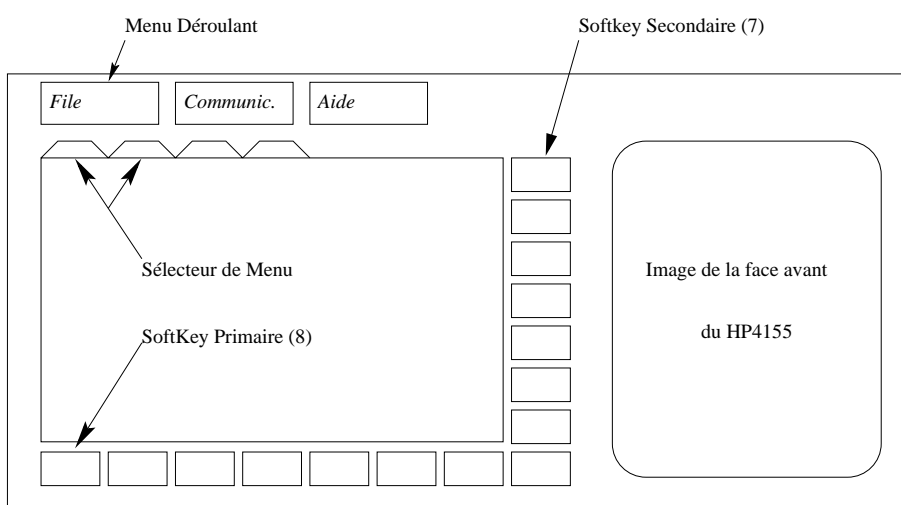 Menu Déroulant
Softkey Secondaire (7)
File
Communic.
Aide
Sélecteur de Menu
SoftKey Primaire (8)
Image de la face avant
du HP4155